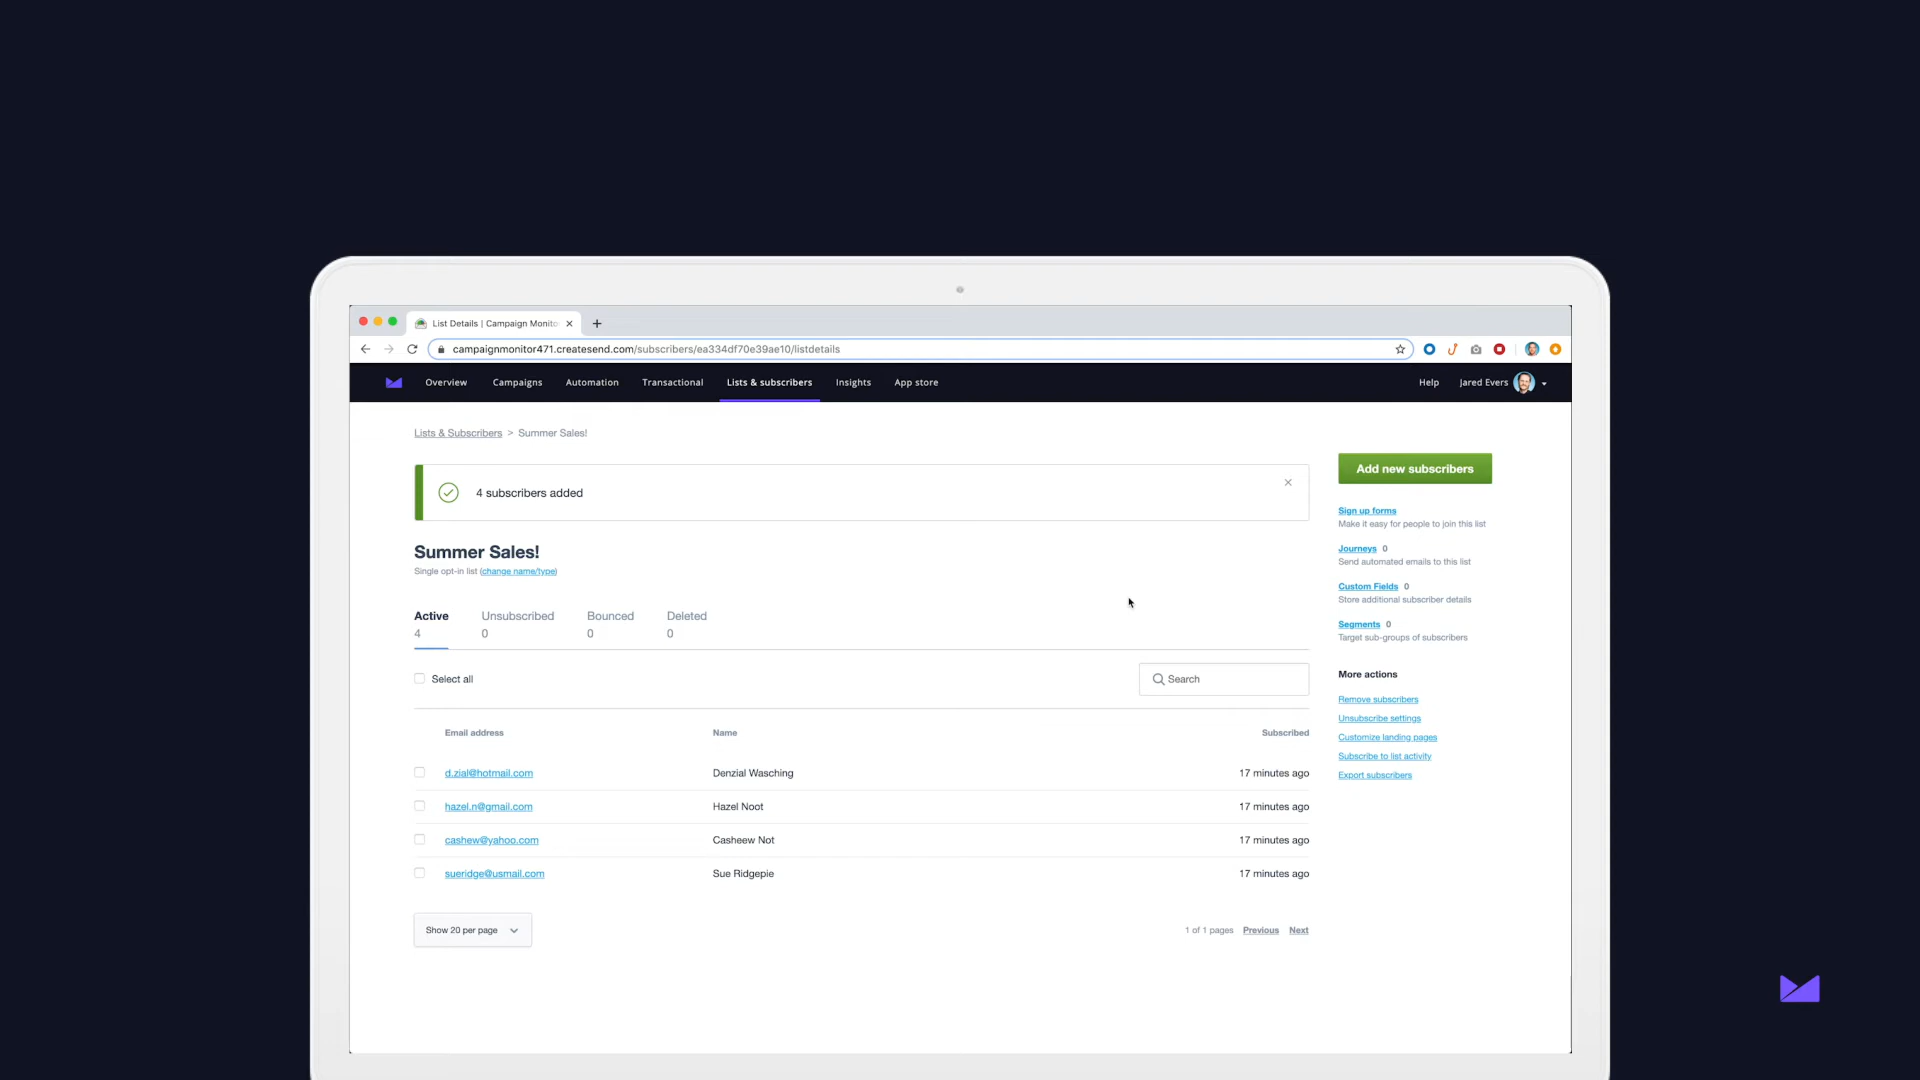 List Details | Campaign Monito
campaignmonitor471.createsend.com/subscribers/ea334df70e39ae10/listdetails
Overview Campaigns Automation Transactional Lists & subscribers Insights App store Help Jared Evers
Lists & Subscribers > Summer Sales!
4 subscribers added
Summer Sales!
Single opt-in list (change name/type)
Active Unsubscribed Bounced Deleted
4 0 0 0
Select all Search
Email address Name Subscribed
d.zial@hotmail.com Denzial Wasching 17 minutes ago
hazel.n@gmail.com Hazel Noot 17 minutes ago
cashew@yahoo.com Casheew Not 17 minutes ago
sueridge@usmail.com Sue Ridgepie 17 minutes ago
Show 20 per page 1 of 1 pages Previous Next
Add new subscribers
Sign up forms
Make it easy for people to join this list
Journeys 0
Send automated emails to this list
Custom Fields 0
Store additional subscriber details
Segments 0
Target sub-groups of subscribers
More actions
Remove subscribers
Unsubscribe settings
Customize landing pages
Subscribe to list activity
Export subscribers